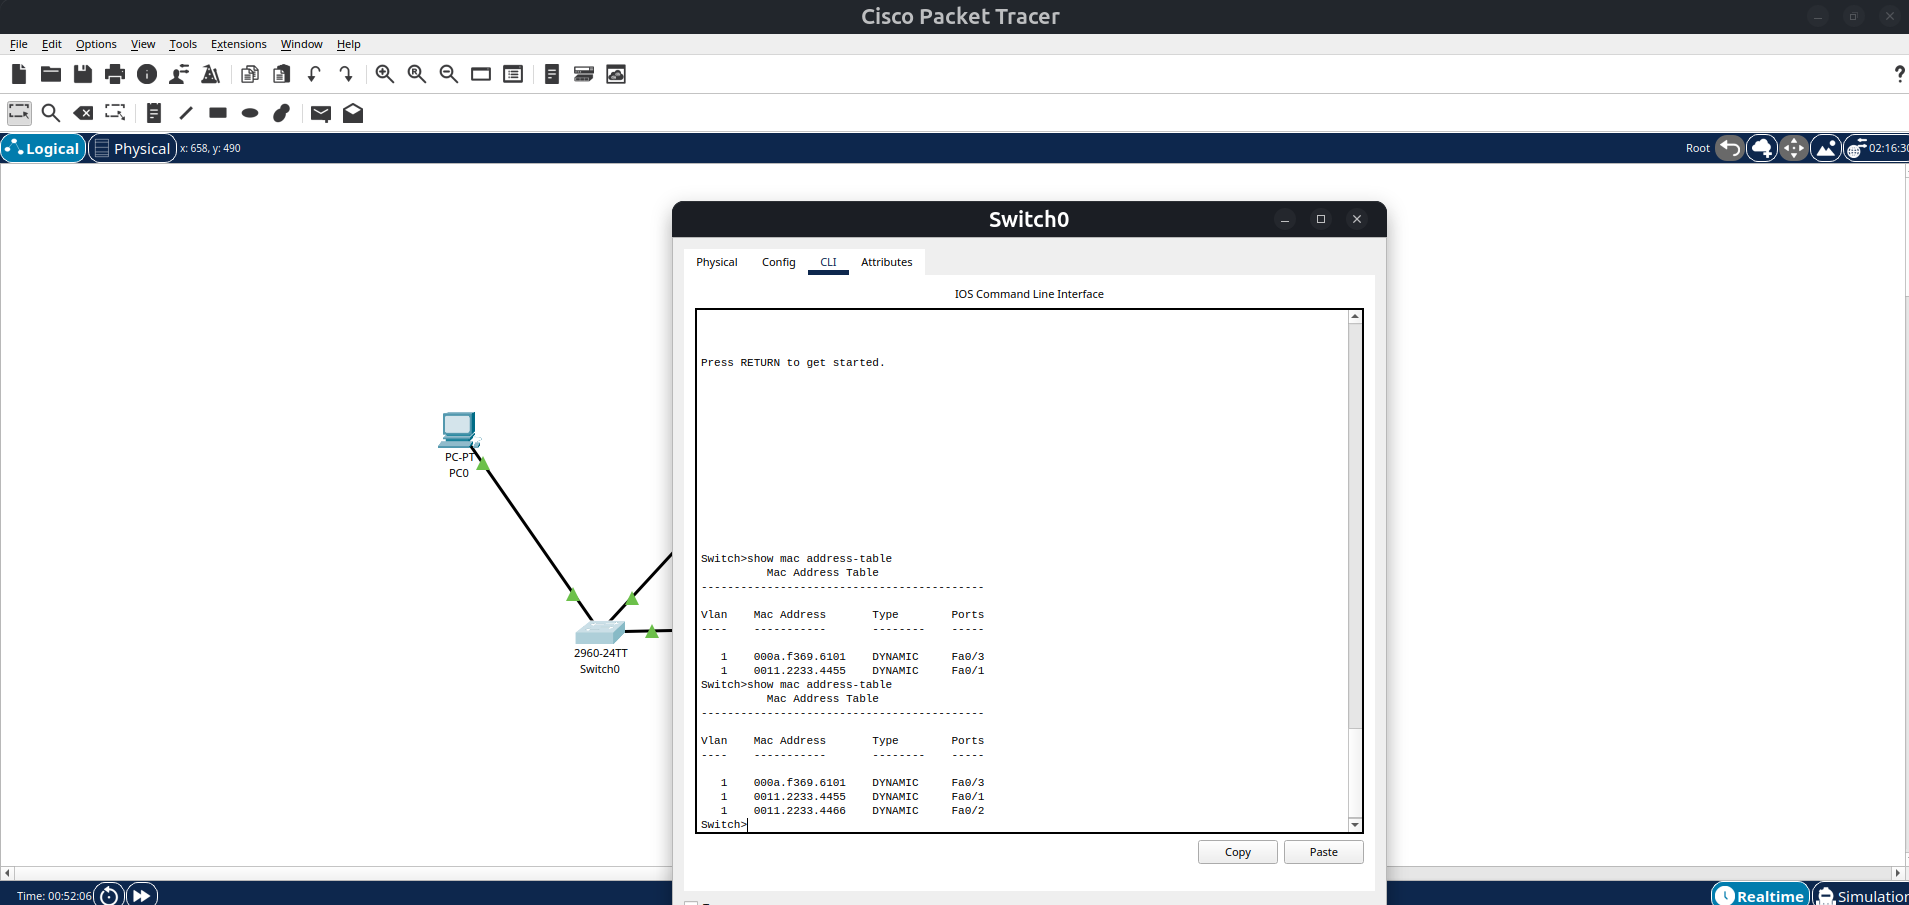 Cisco Packet Tracer
File Edit Options View Tools Extensions Window Help
?
Logical Physical x: 658, y: 490 Root 02:16:30
Switch0
Physical Config CLI Attributes
IOS Command Line Interface
Press RETURN to get started.
PC-PT
PC0
Switch>show mac address-table
Mac Address Table
-------------------------------------------
Vlan Mac Address Type Ports
---- ----------- -------- -----
1 000a.f369.6101 DYNAMIC Fa0/3
1 0011.2233.4455 DYNAMIC Fa0/1
Switch>show mac address-table
Mac Address Table
-------------------------------------------
Vlan Mac Address Type Ports
---- ----------- -------- -----
1 000a.f369.6101 DYNAMIC Fa0/3
1 0011.2233.4455 DYNAMIC Fa0/1
1 0011.2233.4466 DYNAMIC Fa0/2
Switch>
2960-24TT
Switch0
Copy Paste
Time: 00:52:06 Realtime Simulation